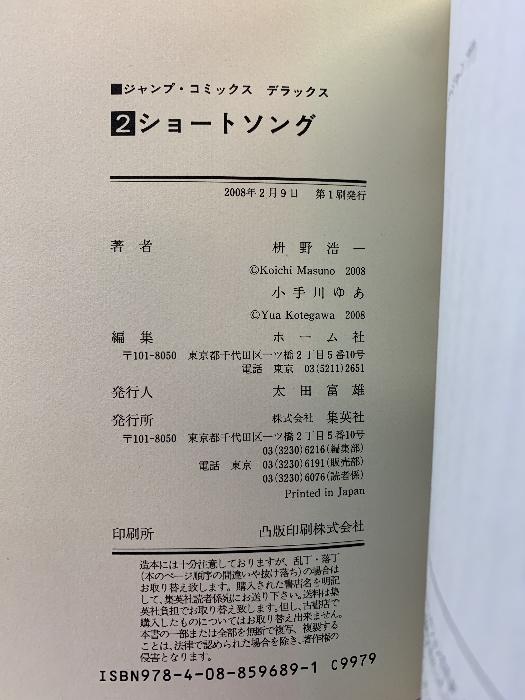 ■ジャンプ・コミックス デラックス
2ショートソング
2008年2月9日 第1刷発行
著者 枡野浩一
©Koichi Masuno 2008
小手川ゆあ
©Yua Kotegawa 2008
編集 ホーム社
〒101-8050 東京都千代田区一ツ橋2丁目5番10号
電話 東京 03(5211)2651
発行人 太田富雄
発行所 株式会社 集英社
〒101-8050 東京都千代田区一ツ橋2丁目5番10号
03(3230)6216(編集部)
電話 東京 03(3230)6191(販売部)
03(3230)6076(読者係)
Printed in Japan
印刷所 凸版印刷株式会社
造本には十分注意しておりますが、乱丁・落丁
(本のページ順序の間違いや抜け落ち)の場合は
お取り替え致します。購入された書店名を明記
して、集英社読者係宛にお送り下さい。送料は集
英社負担でお取り替え致します。但し、古書店で
購入したものについてはお取り替え出来ません。
本書の一部または全部を無断で複写、複製する
ことは、法律で認められた場合を除き、著作権の
侵害となります。
ISBN978-4-08-859689-1 C9979